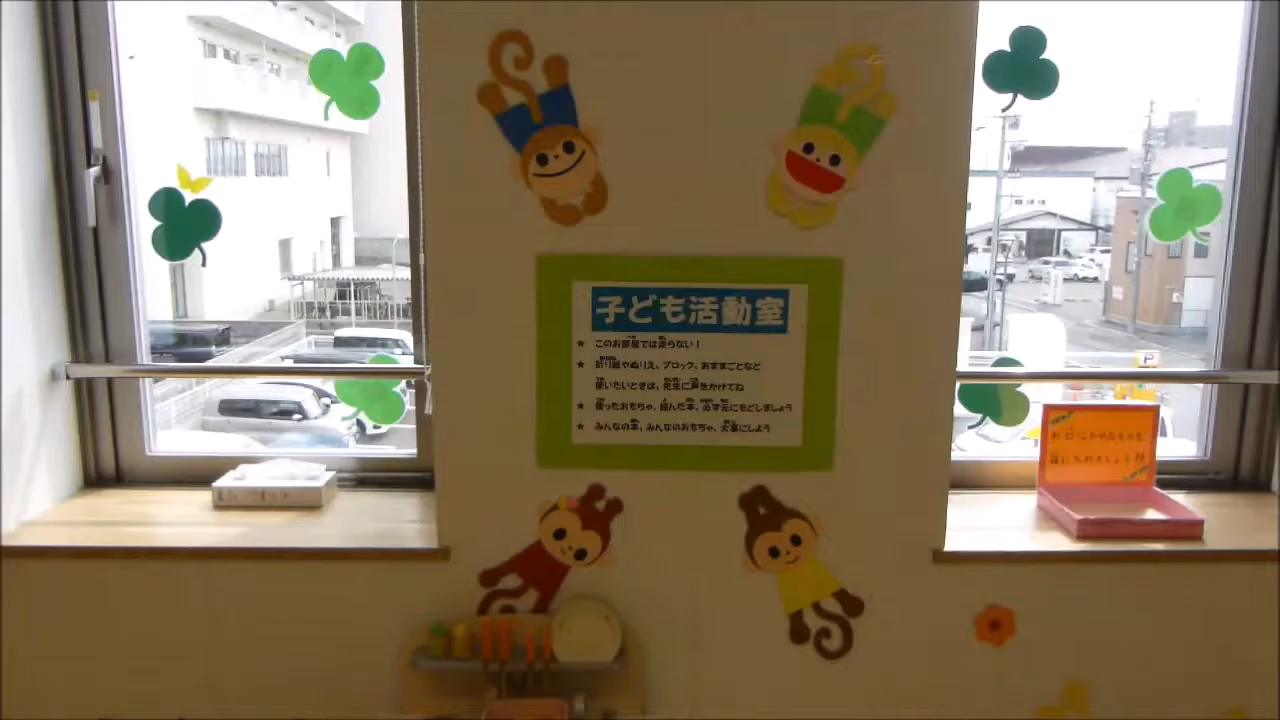 子ども活動室
★ このお部屋では走らない!
★ 折り紙やぬりえ、ブロック、おままごとなど
使いたいときは、先生に声をかけてね
★ 使ったおもちゃ、読んだ本、必ず元にもどしましょう
★ みんなの本、みんなのおもちゃ、大事にしよう
P